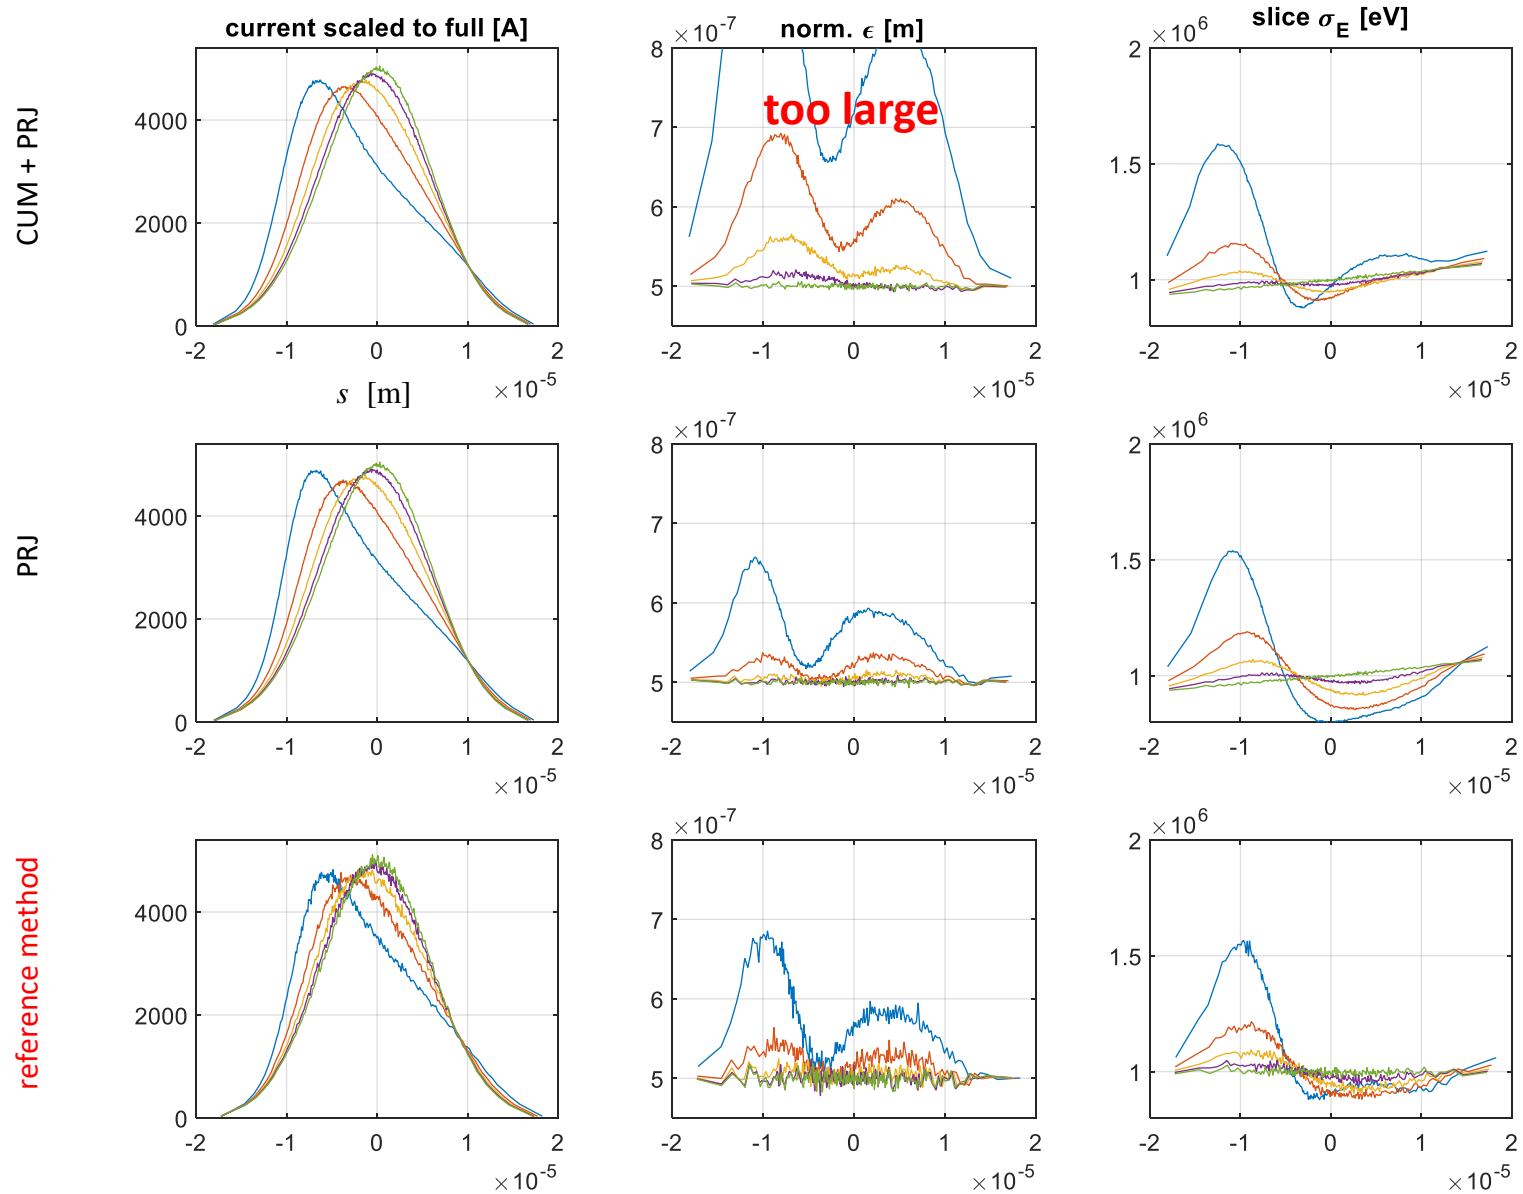 current scaled to full [A]
norm. ϵ [m]
slice σE [eV]
CUM + PRJ
4000
2000
0
-2 -1 0 1 2
×10-5
s [m]
×10-7
8
7
6
5
too large
-2 -1 0 1 2
×10-5
×106
2
1.5
1
-2 -1 0 1 2
×10-5
PRJ
4000
2000
0
-2 -1 0 1 2
×10-5
×10-7
8
7
6
5
-2 -1 0 1 2
×10-5
×106
2
1.5
1
-2 -1 0 1 2
×10-5
reference method
4000
2000
0
-2 -1 0 1 2
×10-5
×10-7
8
7
6
5
-2 -1 0 1 2
×10-5
×106
2
1.5
1
-2 -1 0 1 2
×10-5